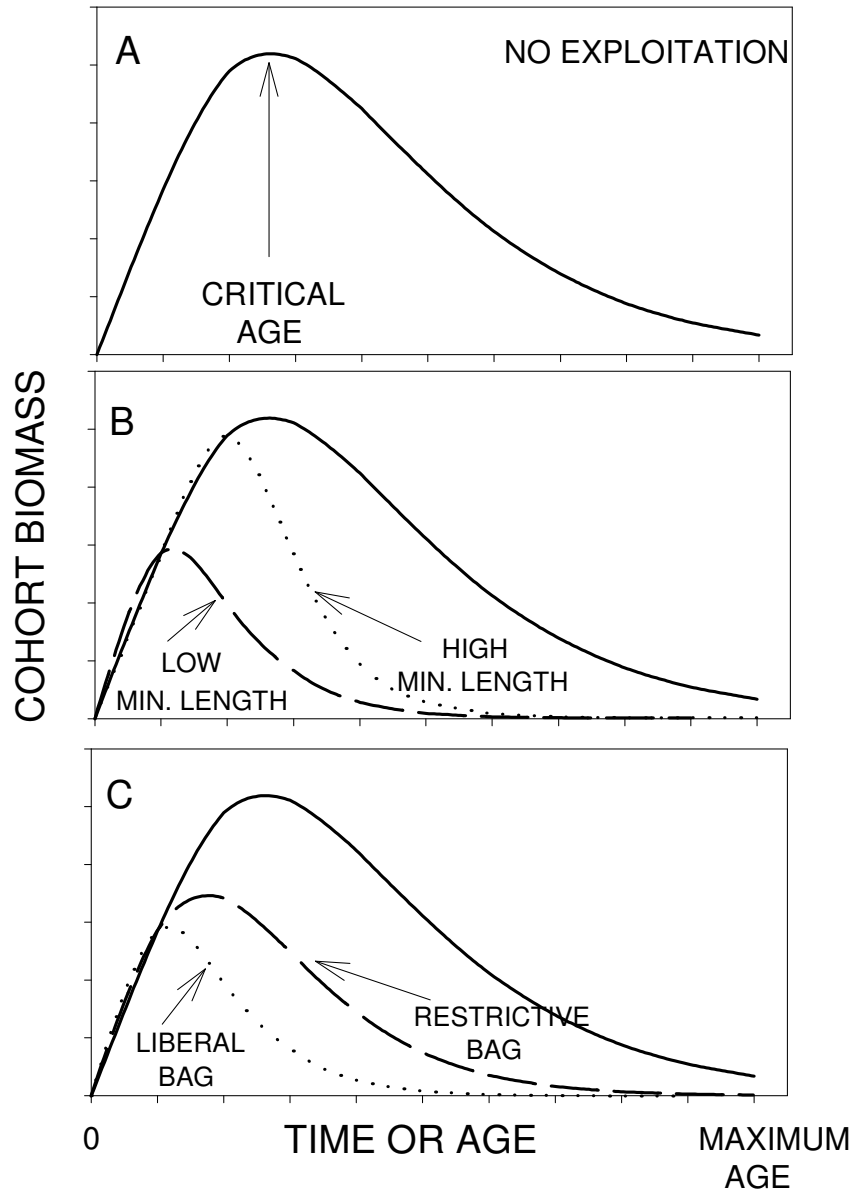 A
NO EXPLOITATION
CRITICAL
AGE
COHORT BIOMASS
B
LOW
MIN. LENGTH
HIGH
MIN. LENGTH
C
LIBERAL
BAG
RESTRICTIVE
BAG
0
TIME OR AGE
MAXIMUM
AGE